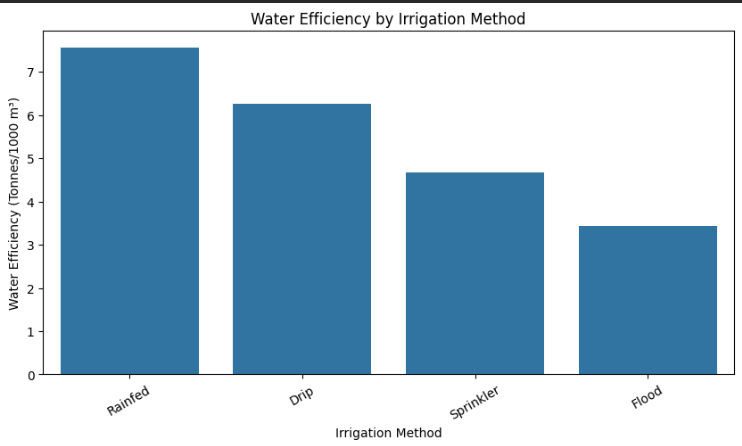 Water Efficiency by Irrigation Method
Water Efficiency (Tonnes/1000 m³)
7
6
5
4
3
2
1
0
Rainfed
Drip
Sprinkler
Flood
Irrigation Method